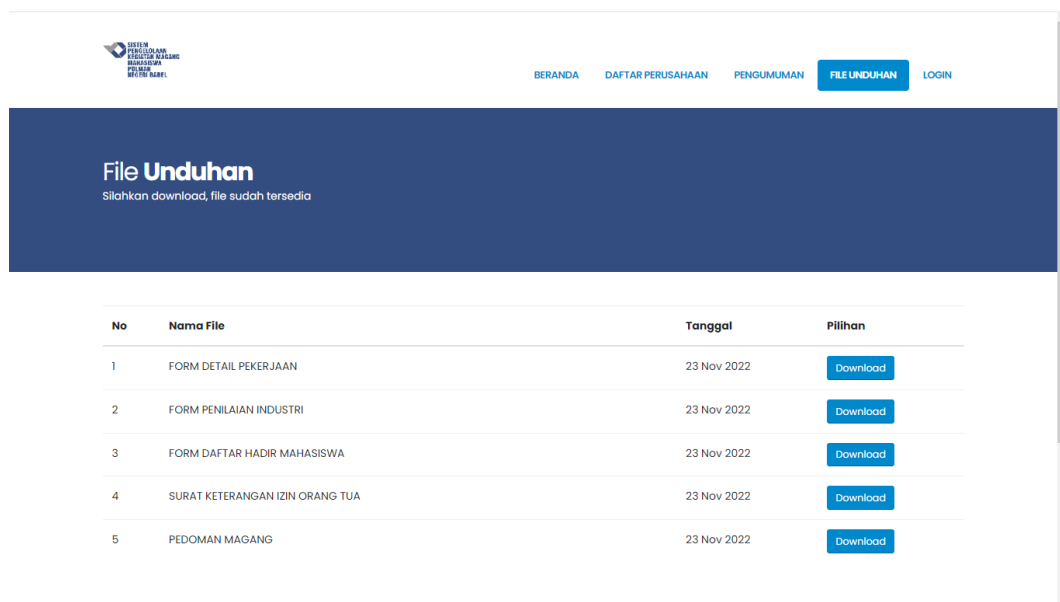 SISTEM
PENGELOLAAN
KEGIATAN MAGANG
MAHASISWA
POLMAN
NEGERI BABEL
BERANDA DAFTAR PERUSAHAAN PENGUMUMAN FILE UNDUHAN LOGIN
File Unduhan
Silahkan download, file sudah tersedia
No Nama File Tanggal Pilihan
1 FORM DETAIL PEKERJAAN 23 Nov 2022 Download
2 FORM PENILAIAN INDUSTRI 23 Nov 2022 Download
3 FORM DAFTAR HADIR MAHASISWA 23 Nov 2022 Download
4 SURAT KETERANGAN IZIN ORANG TUA 23 Nov 2022 Download
5 PEDOMAN MAGANG 23 Nov 2022 Download